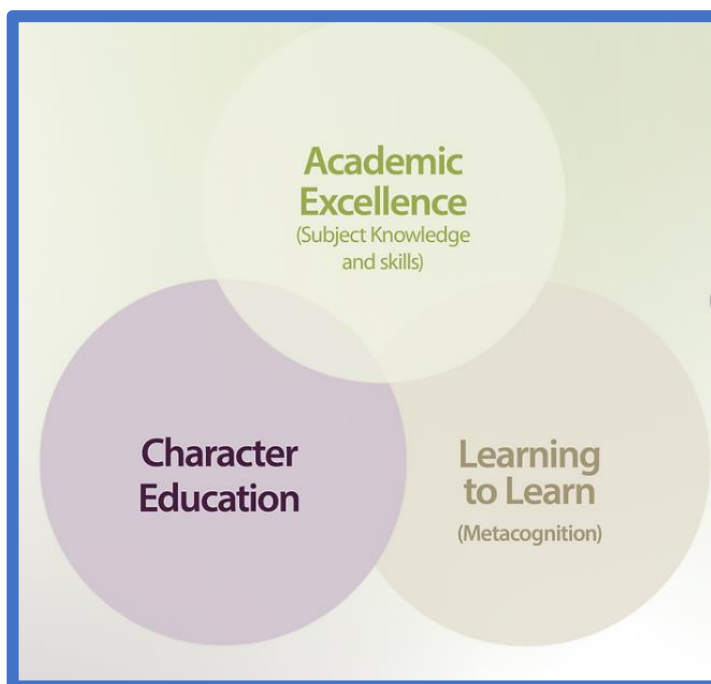 Academic
Excellence
(Subject Knowledge
and skills)
Character
Education
Learning
to Learn
(Metacognition)